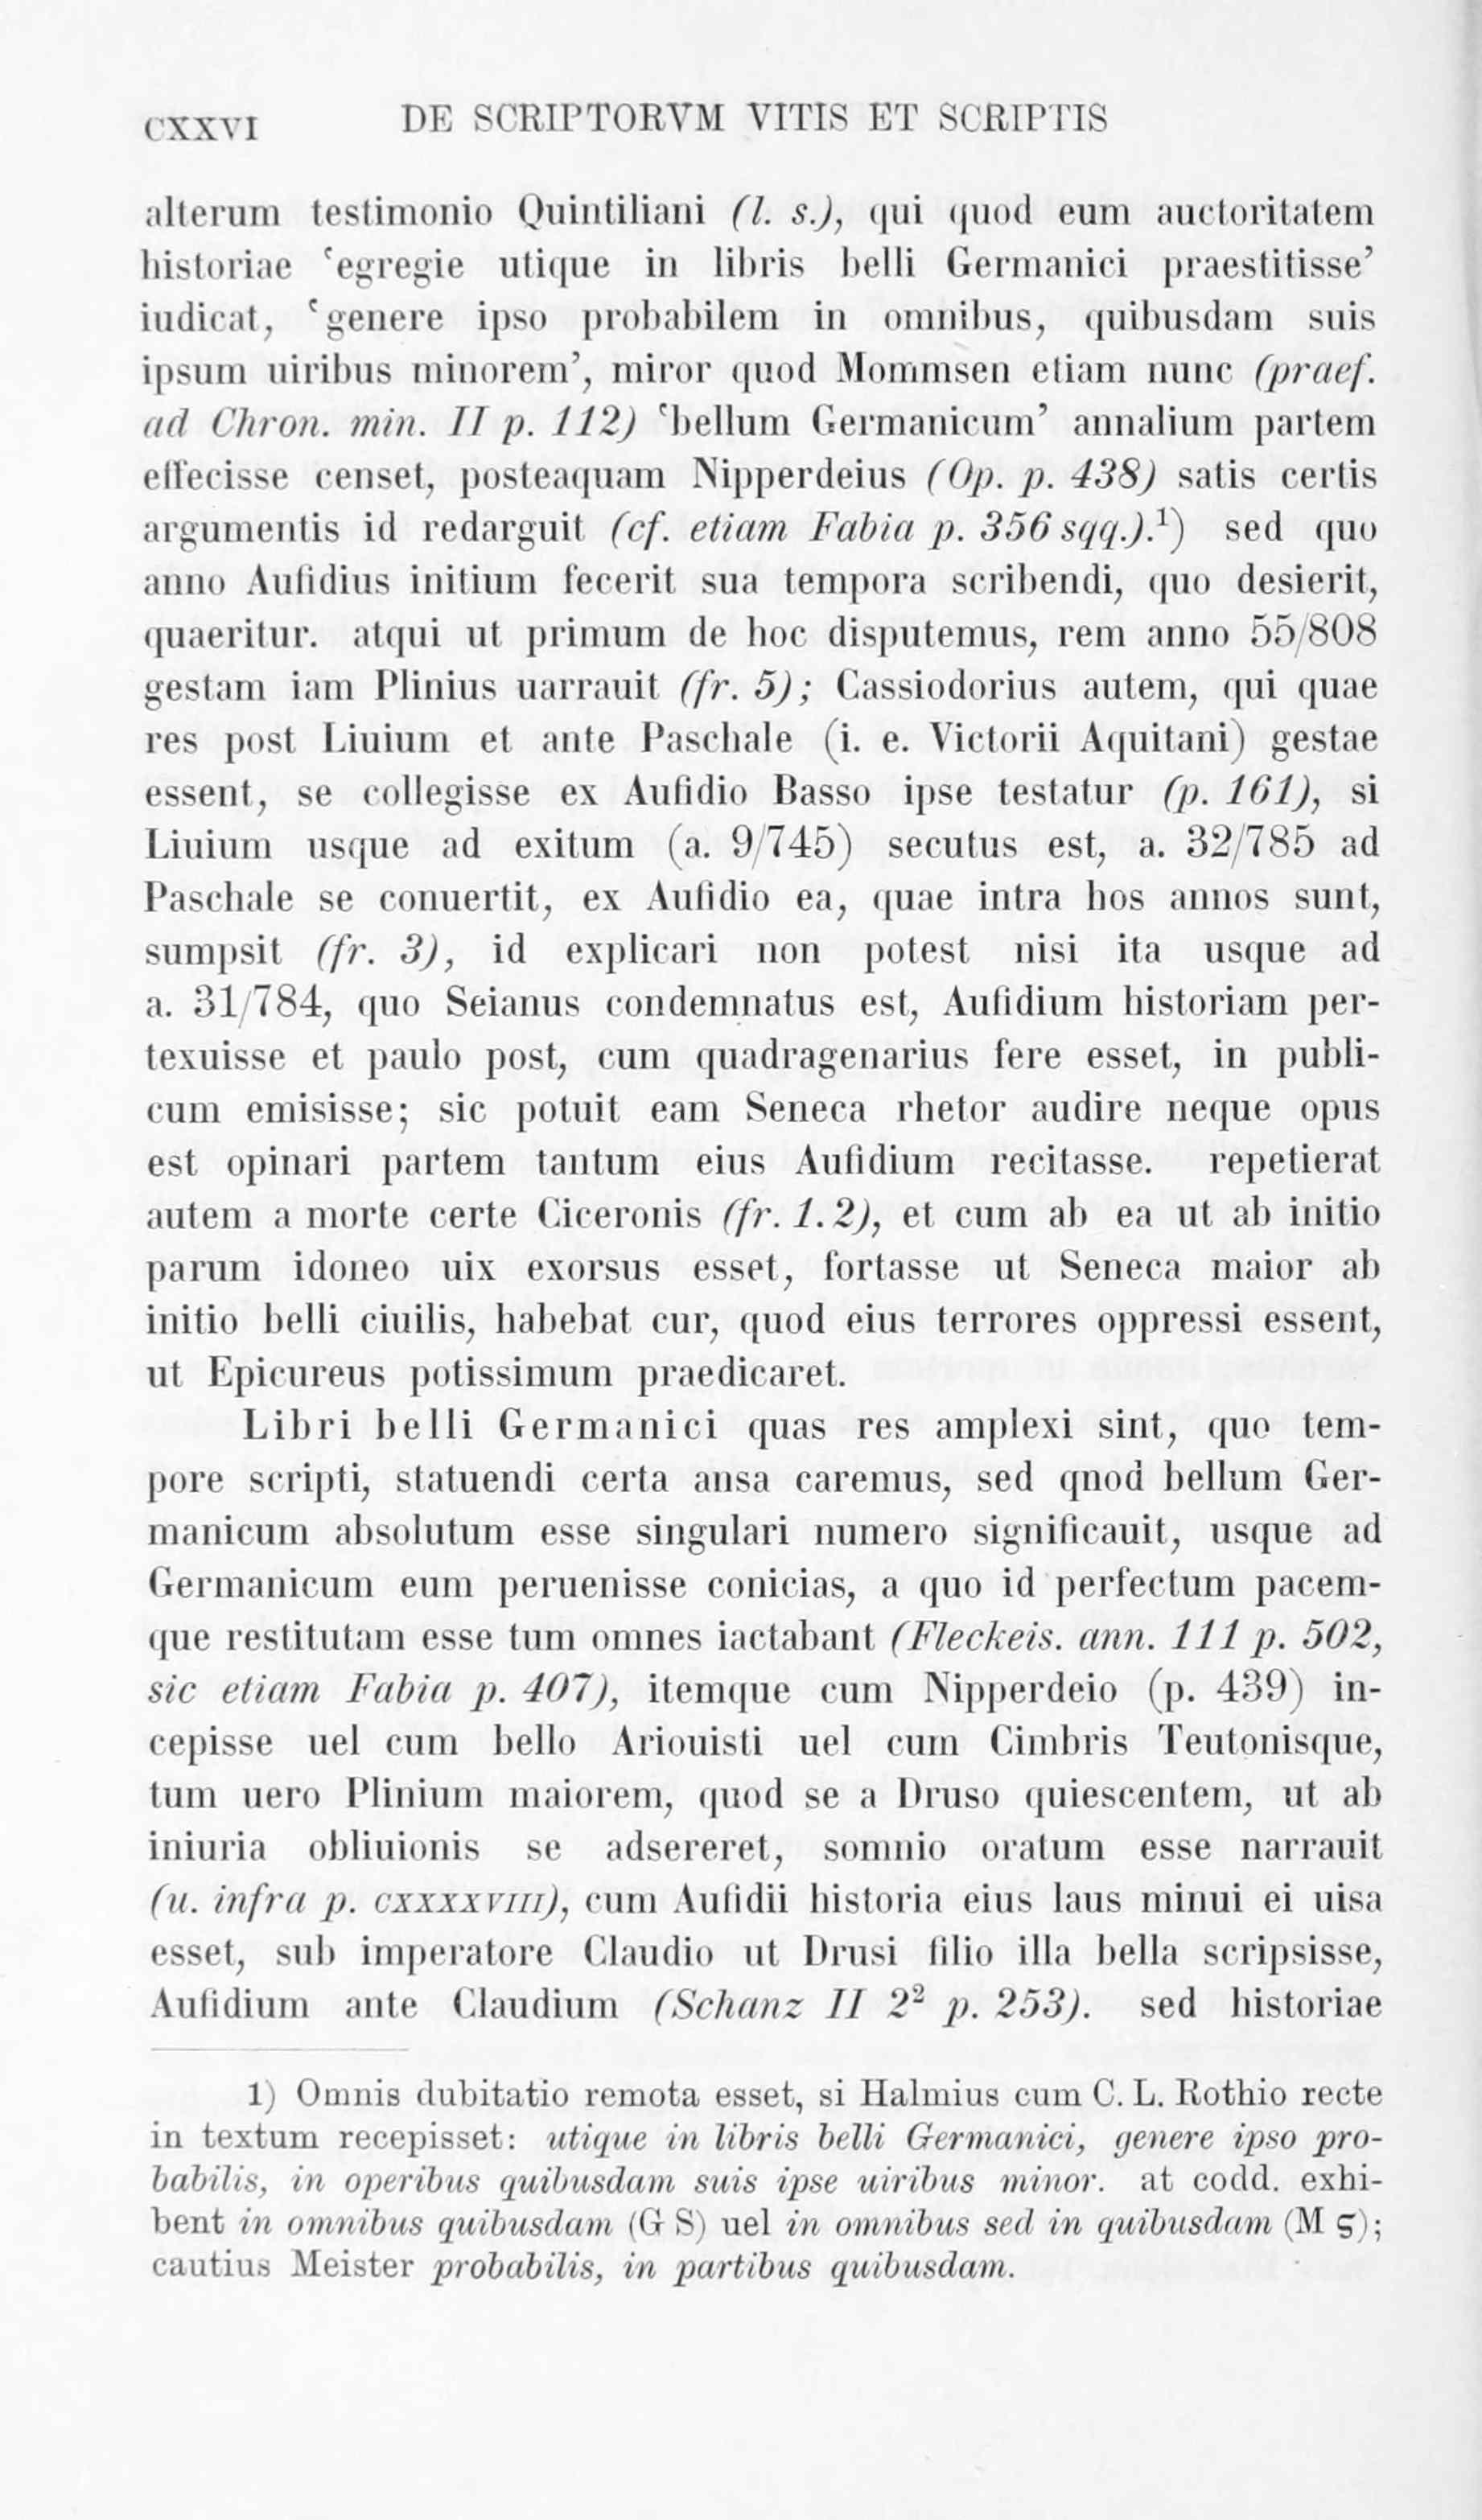 CXXVI DE SCRIPTORVM VITIS ET SCRIPTIS
alterum testimonio Quintiliani (l. s.), qui quod eum auctoritatem
historiae ‘egregie utique in libris belli Germanici praestitisse’
iudicat, ‘genere ipso probabilem in omnibus, quibusdam suis
ipsum uiribus minorem’, miror quod Mommsen etiam nunc (praef.
ad Chron. min. II p. 112) ‘bellum Germanicum’ annalium partem
effecisse censet, posteaquam Nipperdeius (Op. p. 438) satis certis
argumentis id redarguit (cf. etiam Fabia p. 356 sqq.).¹) sed quo
anno Aufidius initium fecerit sua tempora scribendi, quo desierit,
quaeritur. atqui ut primum de hoc disputemus, rem anno 55/808
gestam iam Plinius uarrauit (fr. 5); Cassiodorius autem, qui quae
res post Liuium et ante Paschale (i. e. Victorii Aquitani) gestae
essent, se collegisse ex Aufidio Basso ipse testatur (p. 161), si
Liuium usque ad exitum (a. 9/745) secutus est, a. 32/785 ad
Paschale se conuertit, ex Aufidio ea, quae intra hos annos sunt,
sumpsit (fr. 3), id explicari non potest nisi ita usque ad
a. 31/784, quo Seianus condemnatus est, Aufidium historiam per-
texuisse et paulo post, cum quadragenarius fere esset, in publi-
cum emisisse; sic potuit eam Seneca rhetor audire neque opus
est opinari partem tantum eius Aufidium recitasse. repetierat
autem a morte certe Ciceronis (fr. 1. 2), et cum ab ea ut ab initio
parum idoneo uix exorsus esset, fortasse ut Seneca maior ab
initio belli ciuilis, habebat cur, quod eius terrores oppressi essent,
ut Epicureus potissimum praedicaret.
Libri belli Germanici quas res amplexi sint, quo tem-
pore scripti, statuendi certa ansa caremus, sed qnod bellum Ger-
manicum absolutum esse singulari numero significauit, usque ad
Germanicum eum peruenisse conicias, a quo id perfectum pacem-
que restitutam esse tum omnes iactabant (Fleckeis. ann. 111 p. 502,
sic etiam Fabia p. 407), itemque cum Nipperdeio (p. 439) in-
cepisse uel cum bello Ariouisti uel cum Cimbris Teutonisque,
tum uero Plinium maiorem, quod se a Druso quiescentem, ut ab
iniuria obliuionis se adsereret, somnio oratum esse narrauit
(u. infra p. CXXXXVIII), cum Aufidii historia eius laus minui ei uisa
esset, sub imperatore Claudio ut Drusi filio illa bella scripsisse,
Aufidium ante Claudium (Schanz II 2² p. 253). sed historiae
1) Omnis dubitatio remota esset, si Halmius cum C. L. Rothio recte
in textum recepisset: utique in libris belli Germanici, genere ipso pro-
babilis, in operibus quibusdam suis ipse uiribus minor. at codd. exhi-
bent in omnibus quibusdam (G S) uel in omnibus sed in quibusdam (M ϛ);
cautius Meister probabilis, in partibus quibusdam.